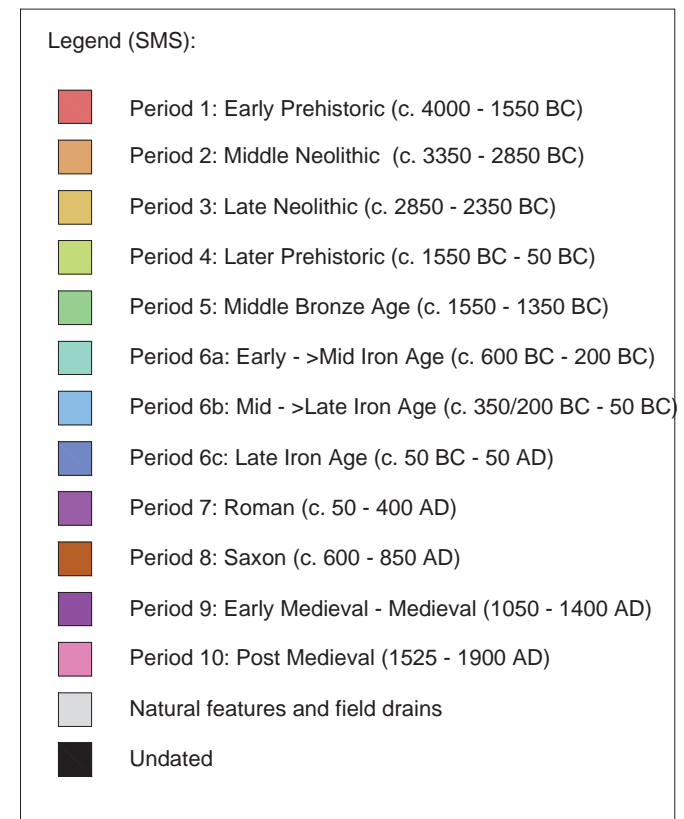 Legend (SMS):
Period 1: Early Prehistoric (c. 4000 - 1550 BC)
Period 2: Middle Neolithic  (c. 3350 - 2850 BC)
Period 3: Late Neolithic (c. 2850 - 2350 BC)
Period 4: Later Prehistoric (c. 1550 BC - 50 BC)
Period 5: Middle Bronze Age (c. 1550 - 1350 BC)
Period 6a: Early - >Mid Iron Age (c. 600 BC - 200 BC)
Period 6b: Mid - >Late Iron Age (c. 350/200 BC - 50 BC)
Period 6c: Late Iron Age (c. 50 BC - 50 AD)
Period 7: Roman (c. 50 - 400 AD)
Period 8: Saxon (c. 600 - 850 AD)
Period 9: Early Medieval - Medieval (1050 - 1400 AD)
Period 10: Post Medieval (1525 - 1900 AD)
Natural features and field drains
Undated